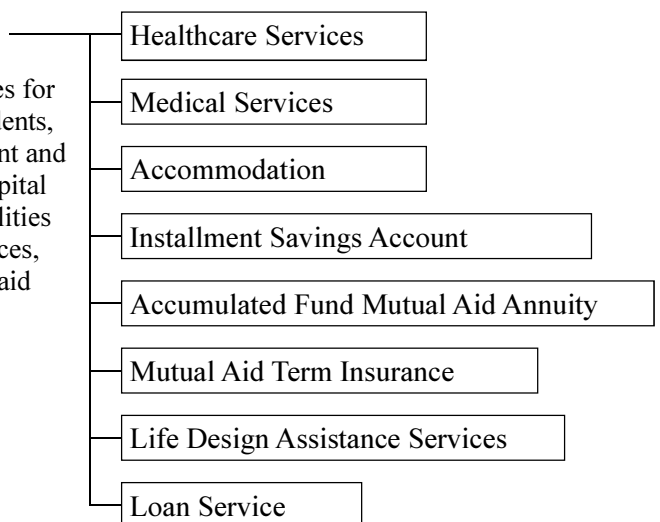 Healthcare Services
es for
Medical Services
dents,
nt and
Accommodation
pital
lities
Installment Savings Account
ces,
aid
Accumulated Fund Mutual Aid Annuity
Mutual Aid Term Insurance
Life Design Assistance Services
Loan Service